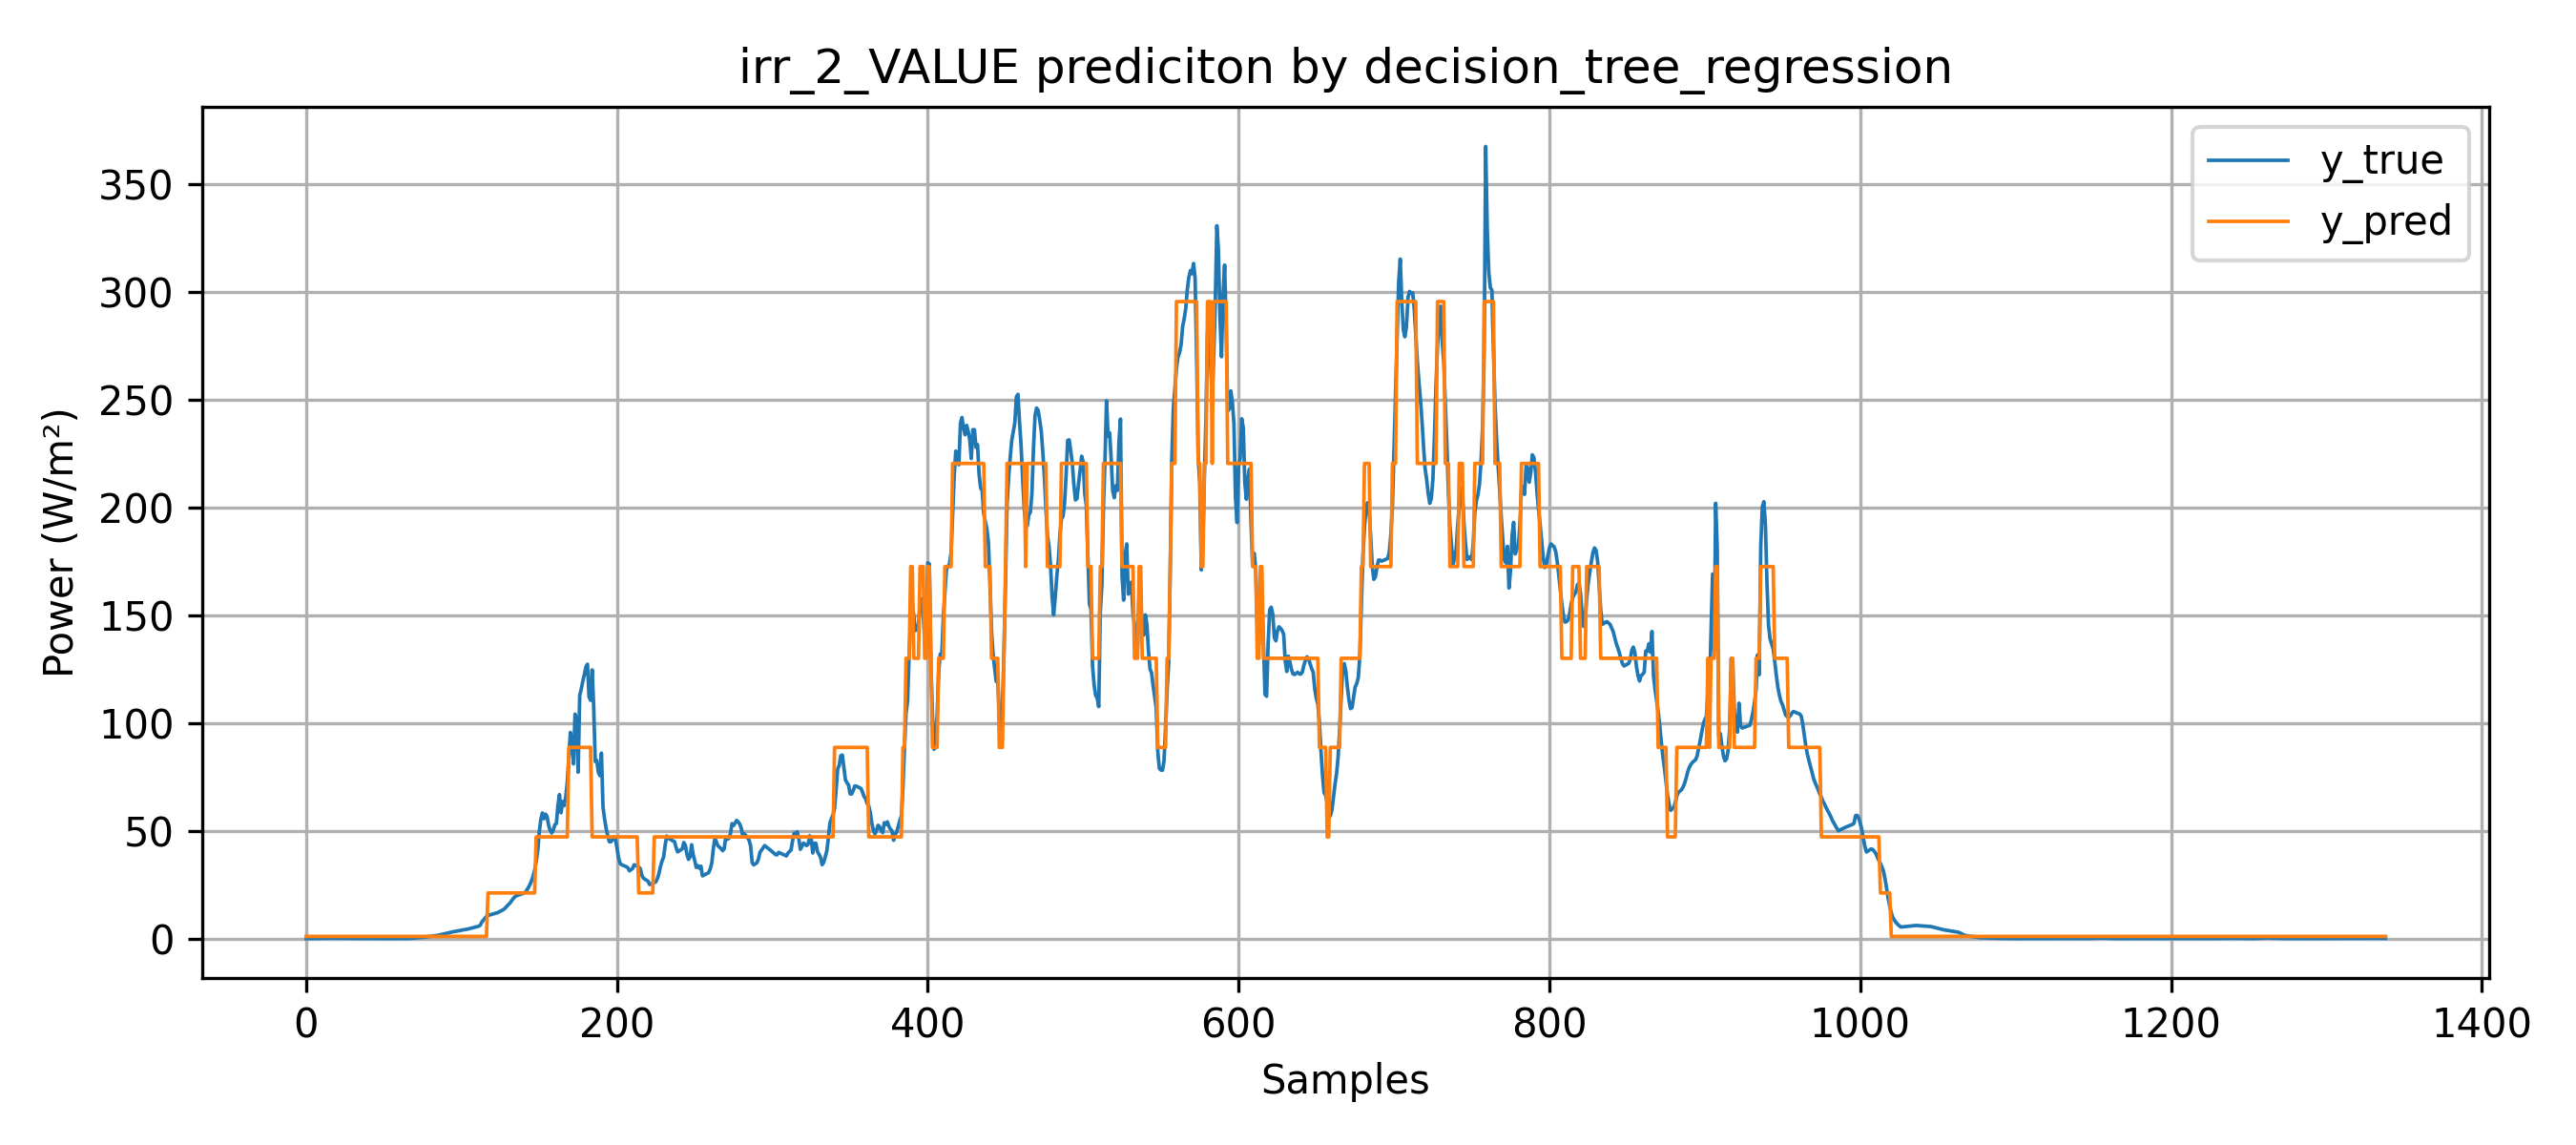 irr_2_VALUE prediciton by decision_tree_regression
y_true
y_pred
Power (W/m²)
350
300
250
200
150
100
50
0
0 200 400 600 800 1000 1200 1400
Samples